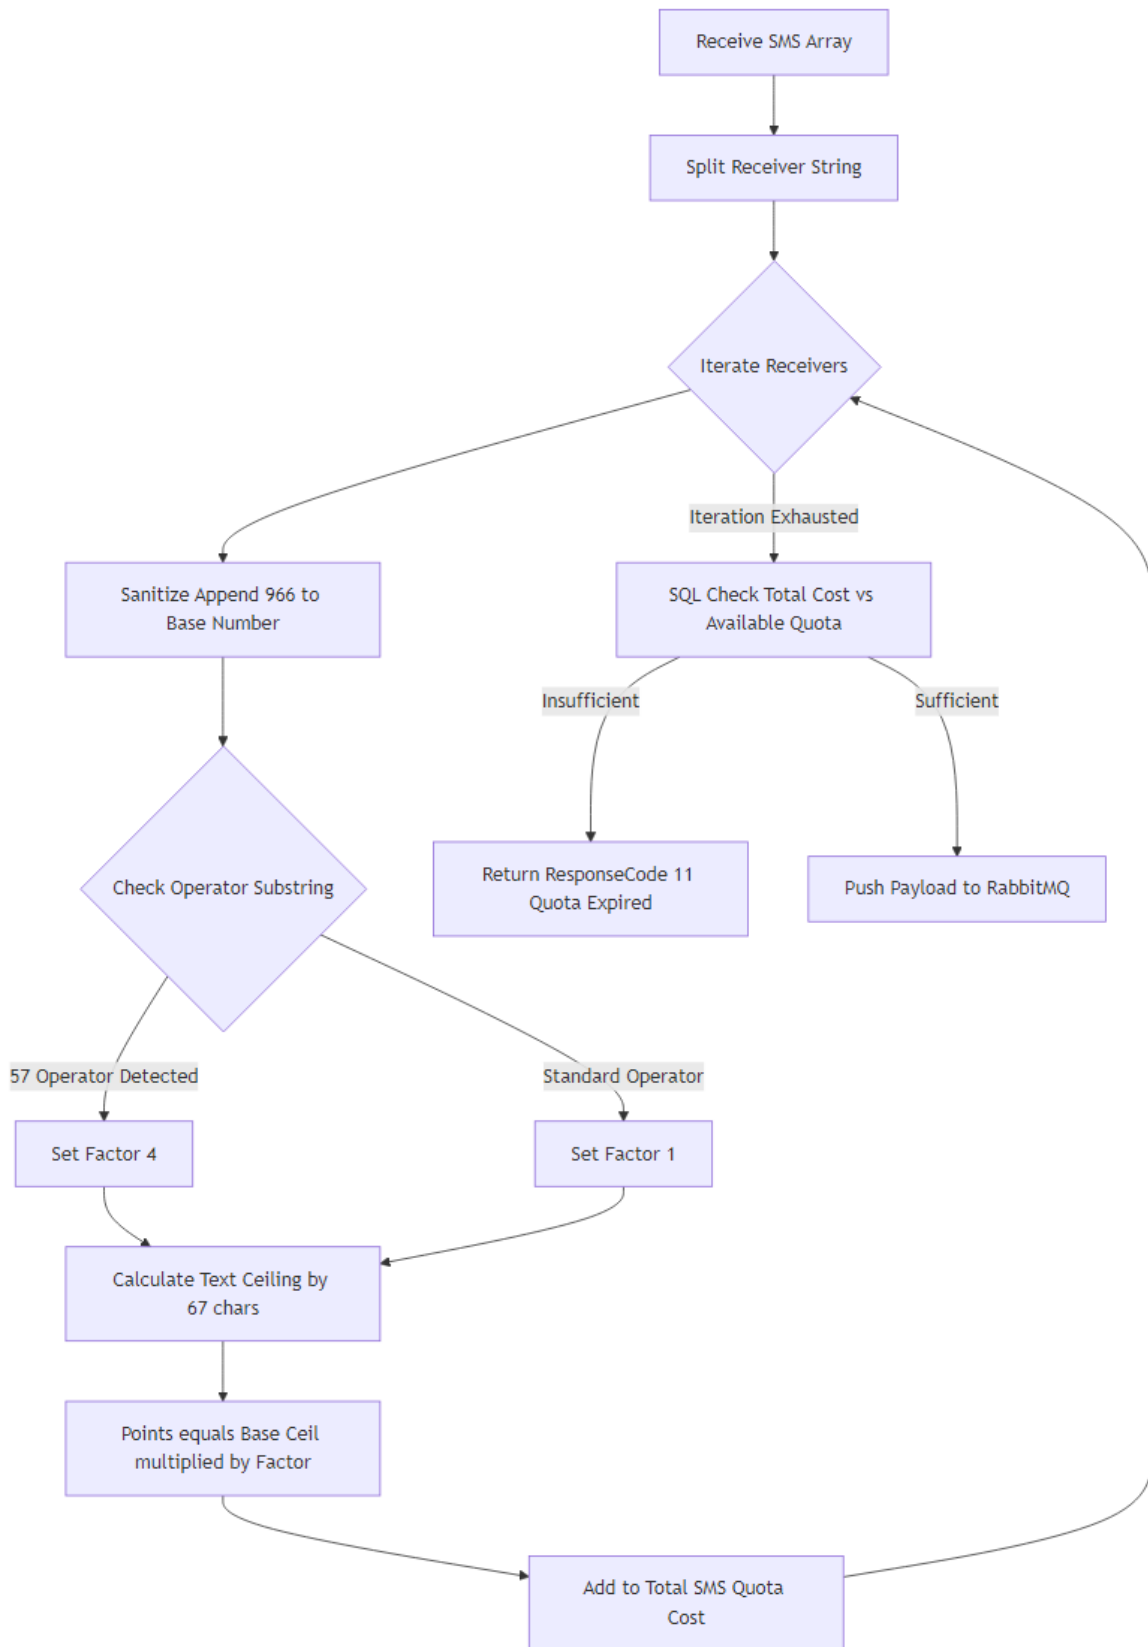 Receive SMS Array
Split Receiver String
Iterate Receivers
Iteration Exhausted
Sanitize Append 966 to
Base Number
SQL Check Total Cost vs
Available Quota
Insufficient
Sufficient
Check Operator Substring
Return ResponseCode 11
Quota Expired
Push Payload to RabbitMQ
57 Operator Detected
Standard Operator
Set Factor 4
Set Factor 1
Calculate Text Ceiling by
67 chars
Points equals Base Ceil
multiplied by Factor
Add to Total SMS Quota
Cost